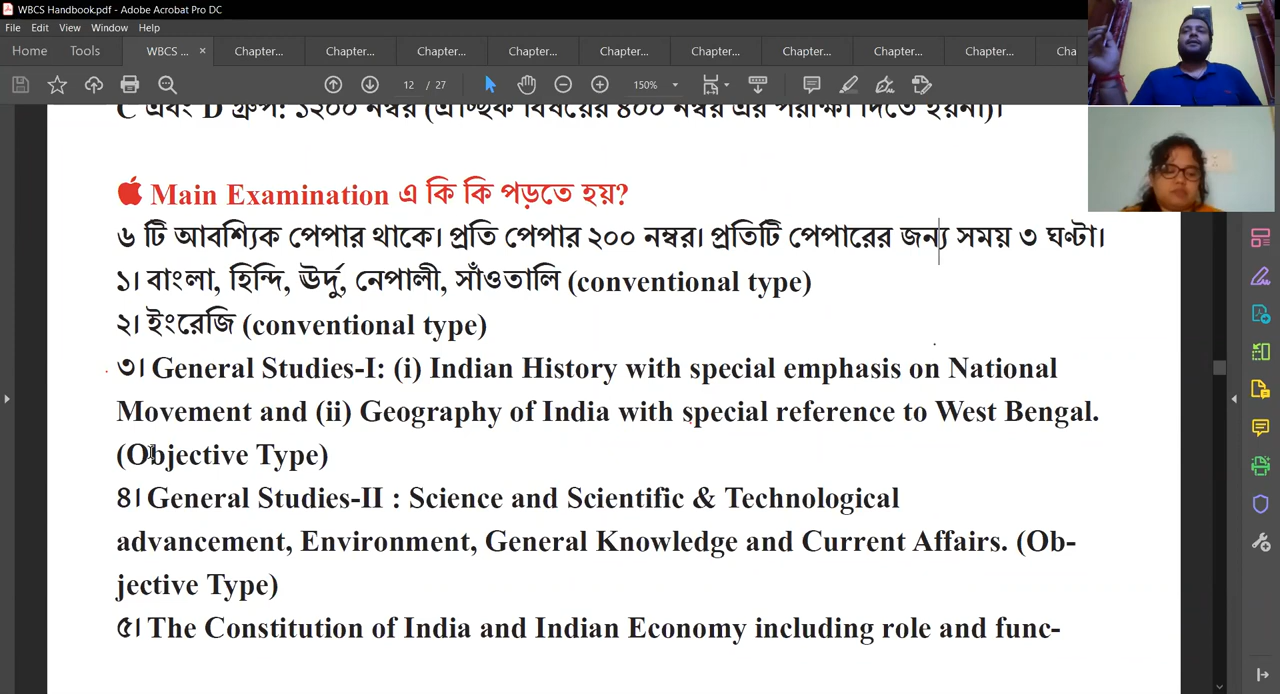 WBCS Handbook.pdf - Adobe Acrobat Pro DC
File Edit View Window Help
Home Tools WBCS ... × Chapter... Chapter... Chapter... Chapter... Chapter... Chapter... Chapter... Chapter... Chapter... Cha
12 / 27 150%
C এবং D গ্রুপ: ১২০০ নম্বর (ঐচ্ছিক বিষয়ের ৪০০ নম্বর এর পরীক্ষা দিতে হয়না)।
Main Examination এ কি কি পড়তে হয়?
৬ টি আবশ্যিক পেপার থাকে। প্রতি পেপার ২০০ নম্বর। প্রতিটি পেপারের জন্য সময় ৩ ঘণ্টা।
১। বাংলা, হিন্দি, ঊর্দু, নেপালী, সাঁওতালি (conventional type)
২। ইংরেজি (conventional type)
৩। General Studies-I: (i) Indian History with special emphasis on National
Movement and (ii) Geography of India with special reference to West Bengal.
(Objective Type)
৪। General Studies-II : Science and Scientific & Technological
advancement, Environment, General Knowledge and Current Affairs. (Ob-
jective Type)
৫। The Constitution of India and Indian Economy including role and func-